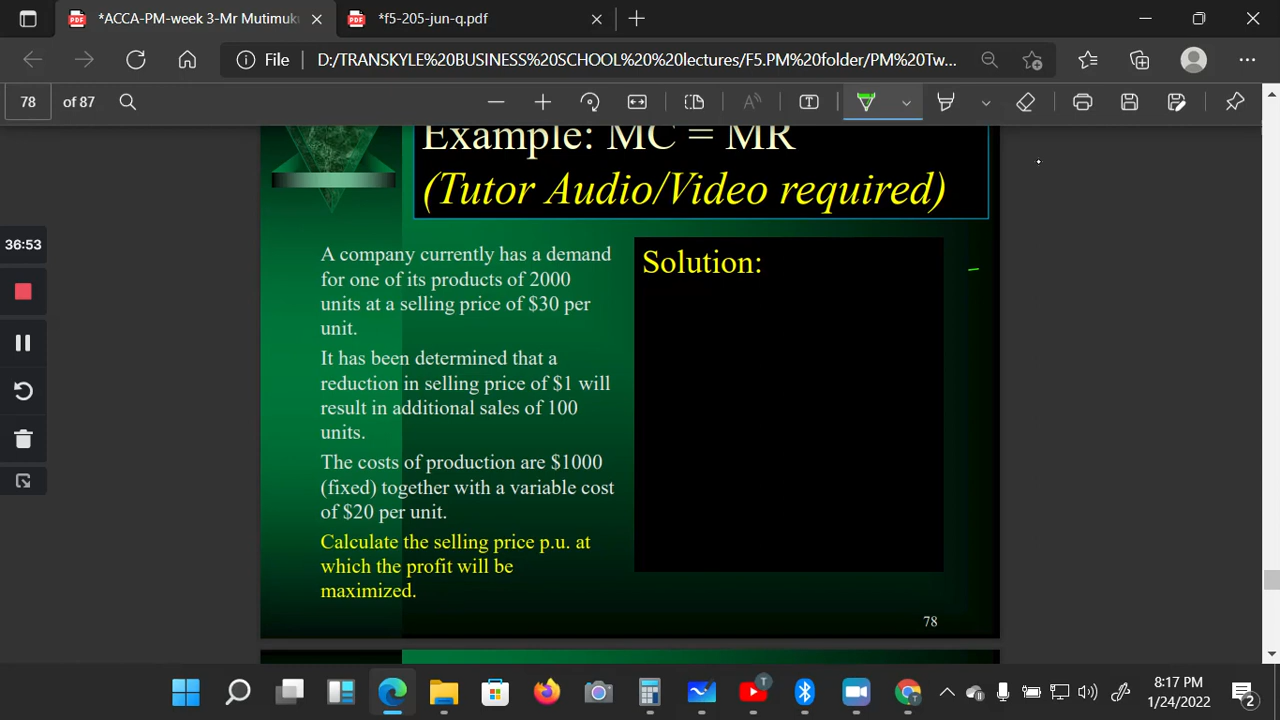 *ACCA-PM-week 3-Mr Mutimuku
*f5-205-jun-q.pdf
File
D:/TRANSKYLE%20BUSINESS%20SCHOOL%20%20lectures/F5.PM%20folder/PM%20Tw...
78
of 87
Example: MC = MR
(Tutor Audio/Video required)
36:53
A company currently has a demand
for one of its products of 2000
units at a selling price of $30 per
unit.
It has been determined that a
reduction in selling price of $1 will
result in additional sales of 100
units.
The costs of production are $1000
(fixed) together with a variable cost
of $20 per unit.
Calculate the selling price p.u. at
which the profit will be
maximized.
Solution:
78
8:17 PM
1/24/2022
2